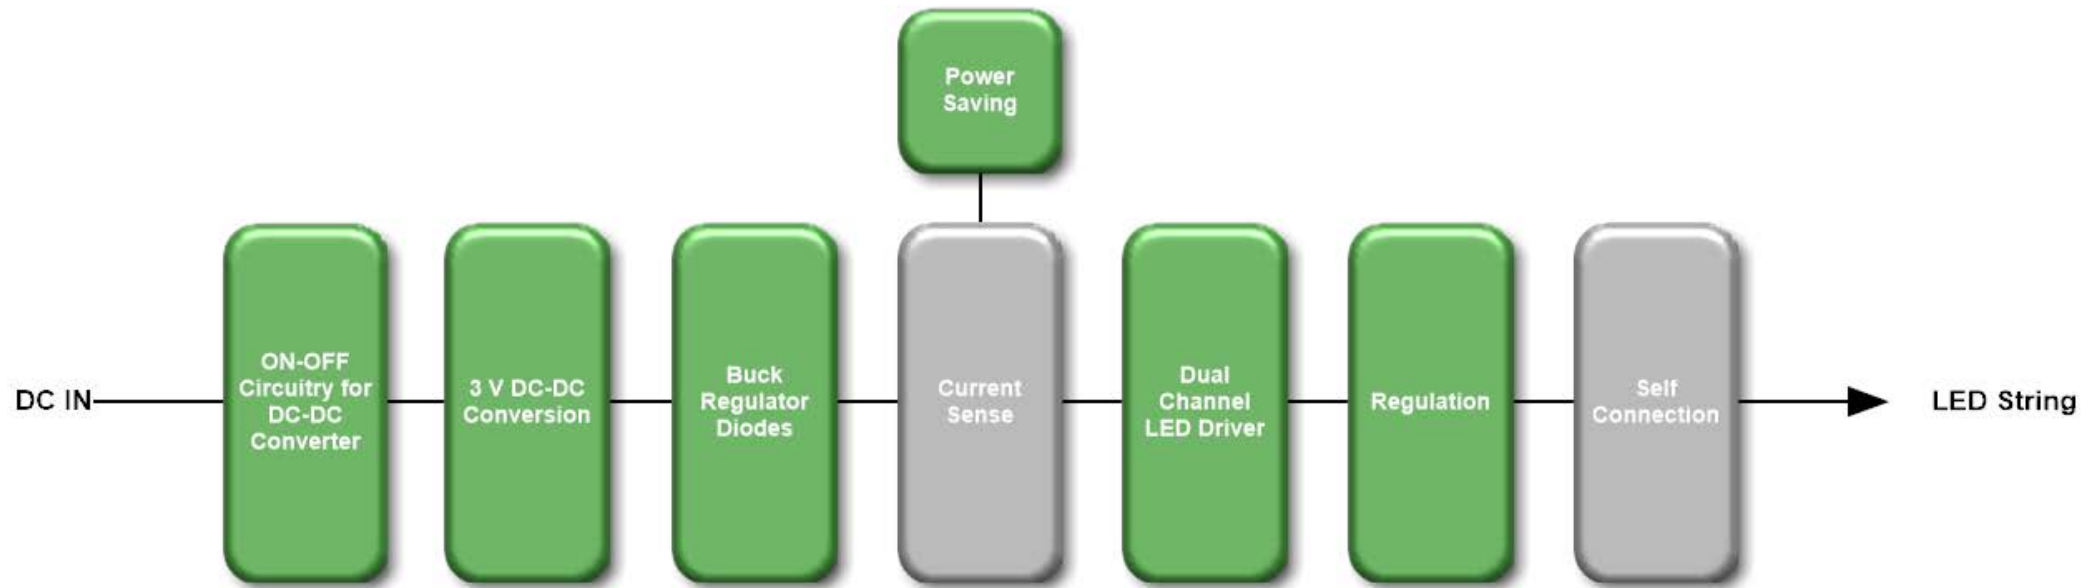 Power
Saving
DC IN
ON-OFF
Circuitry for
DC-DC
Converter
3 V DC-DC
Conversion
Buck
Regulator
Diodes
Current
Sense
Dual
Channel
LED Driver
Regulation
Self
Connection
LED String